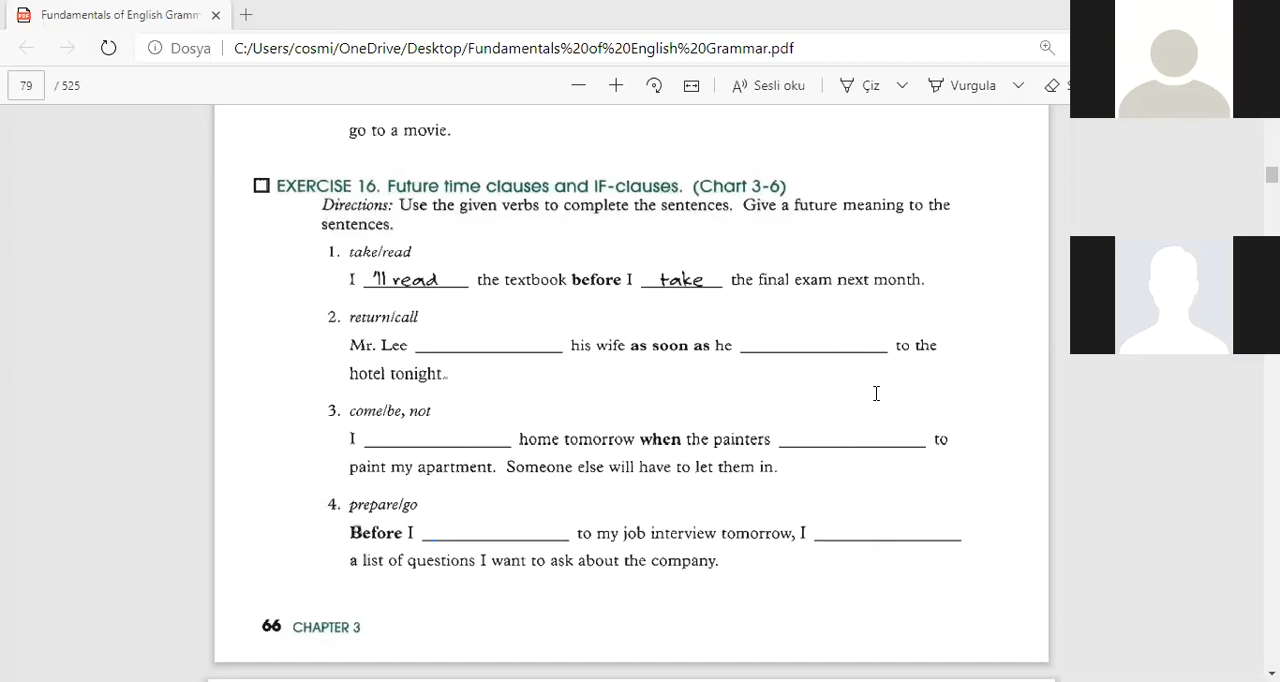 Fundamentals of English Gramm
Dosya C:/Users/cosmi/OneDrive/Desktop/Fundamentals%20of%20English%20Grammar.pdf
79 / 525 Sesli oku Çiz Vurgula
go to a movie.
EXERCISE 16. Future time clauses and IF-clauses. (Chart 3-6)
Directions: Use the given verbs to complete the sentences. Give a future meaning to the
sentences.
1. take/read
I 'll read the textbook before I take the final exam next month.
2. return/call
Mr. Lee ____ his wife as soon as he ____ to the
hotel tonight.
3. come/be, not
I ____ home tomorrow when the painters ____ to
paint my apartment. Someone else will have to let them in.
4. prepare/go
Before I ____ to my job interview tomorrow, I ____
a list of questions I want to ask about the company.
66 CHAPTER 3